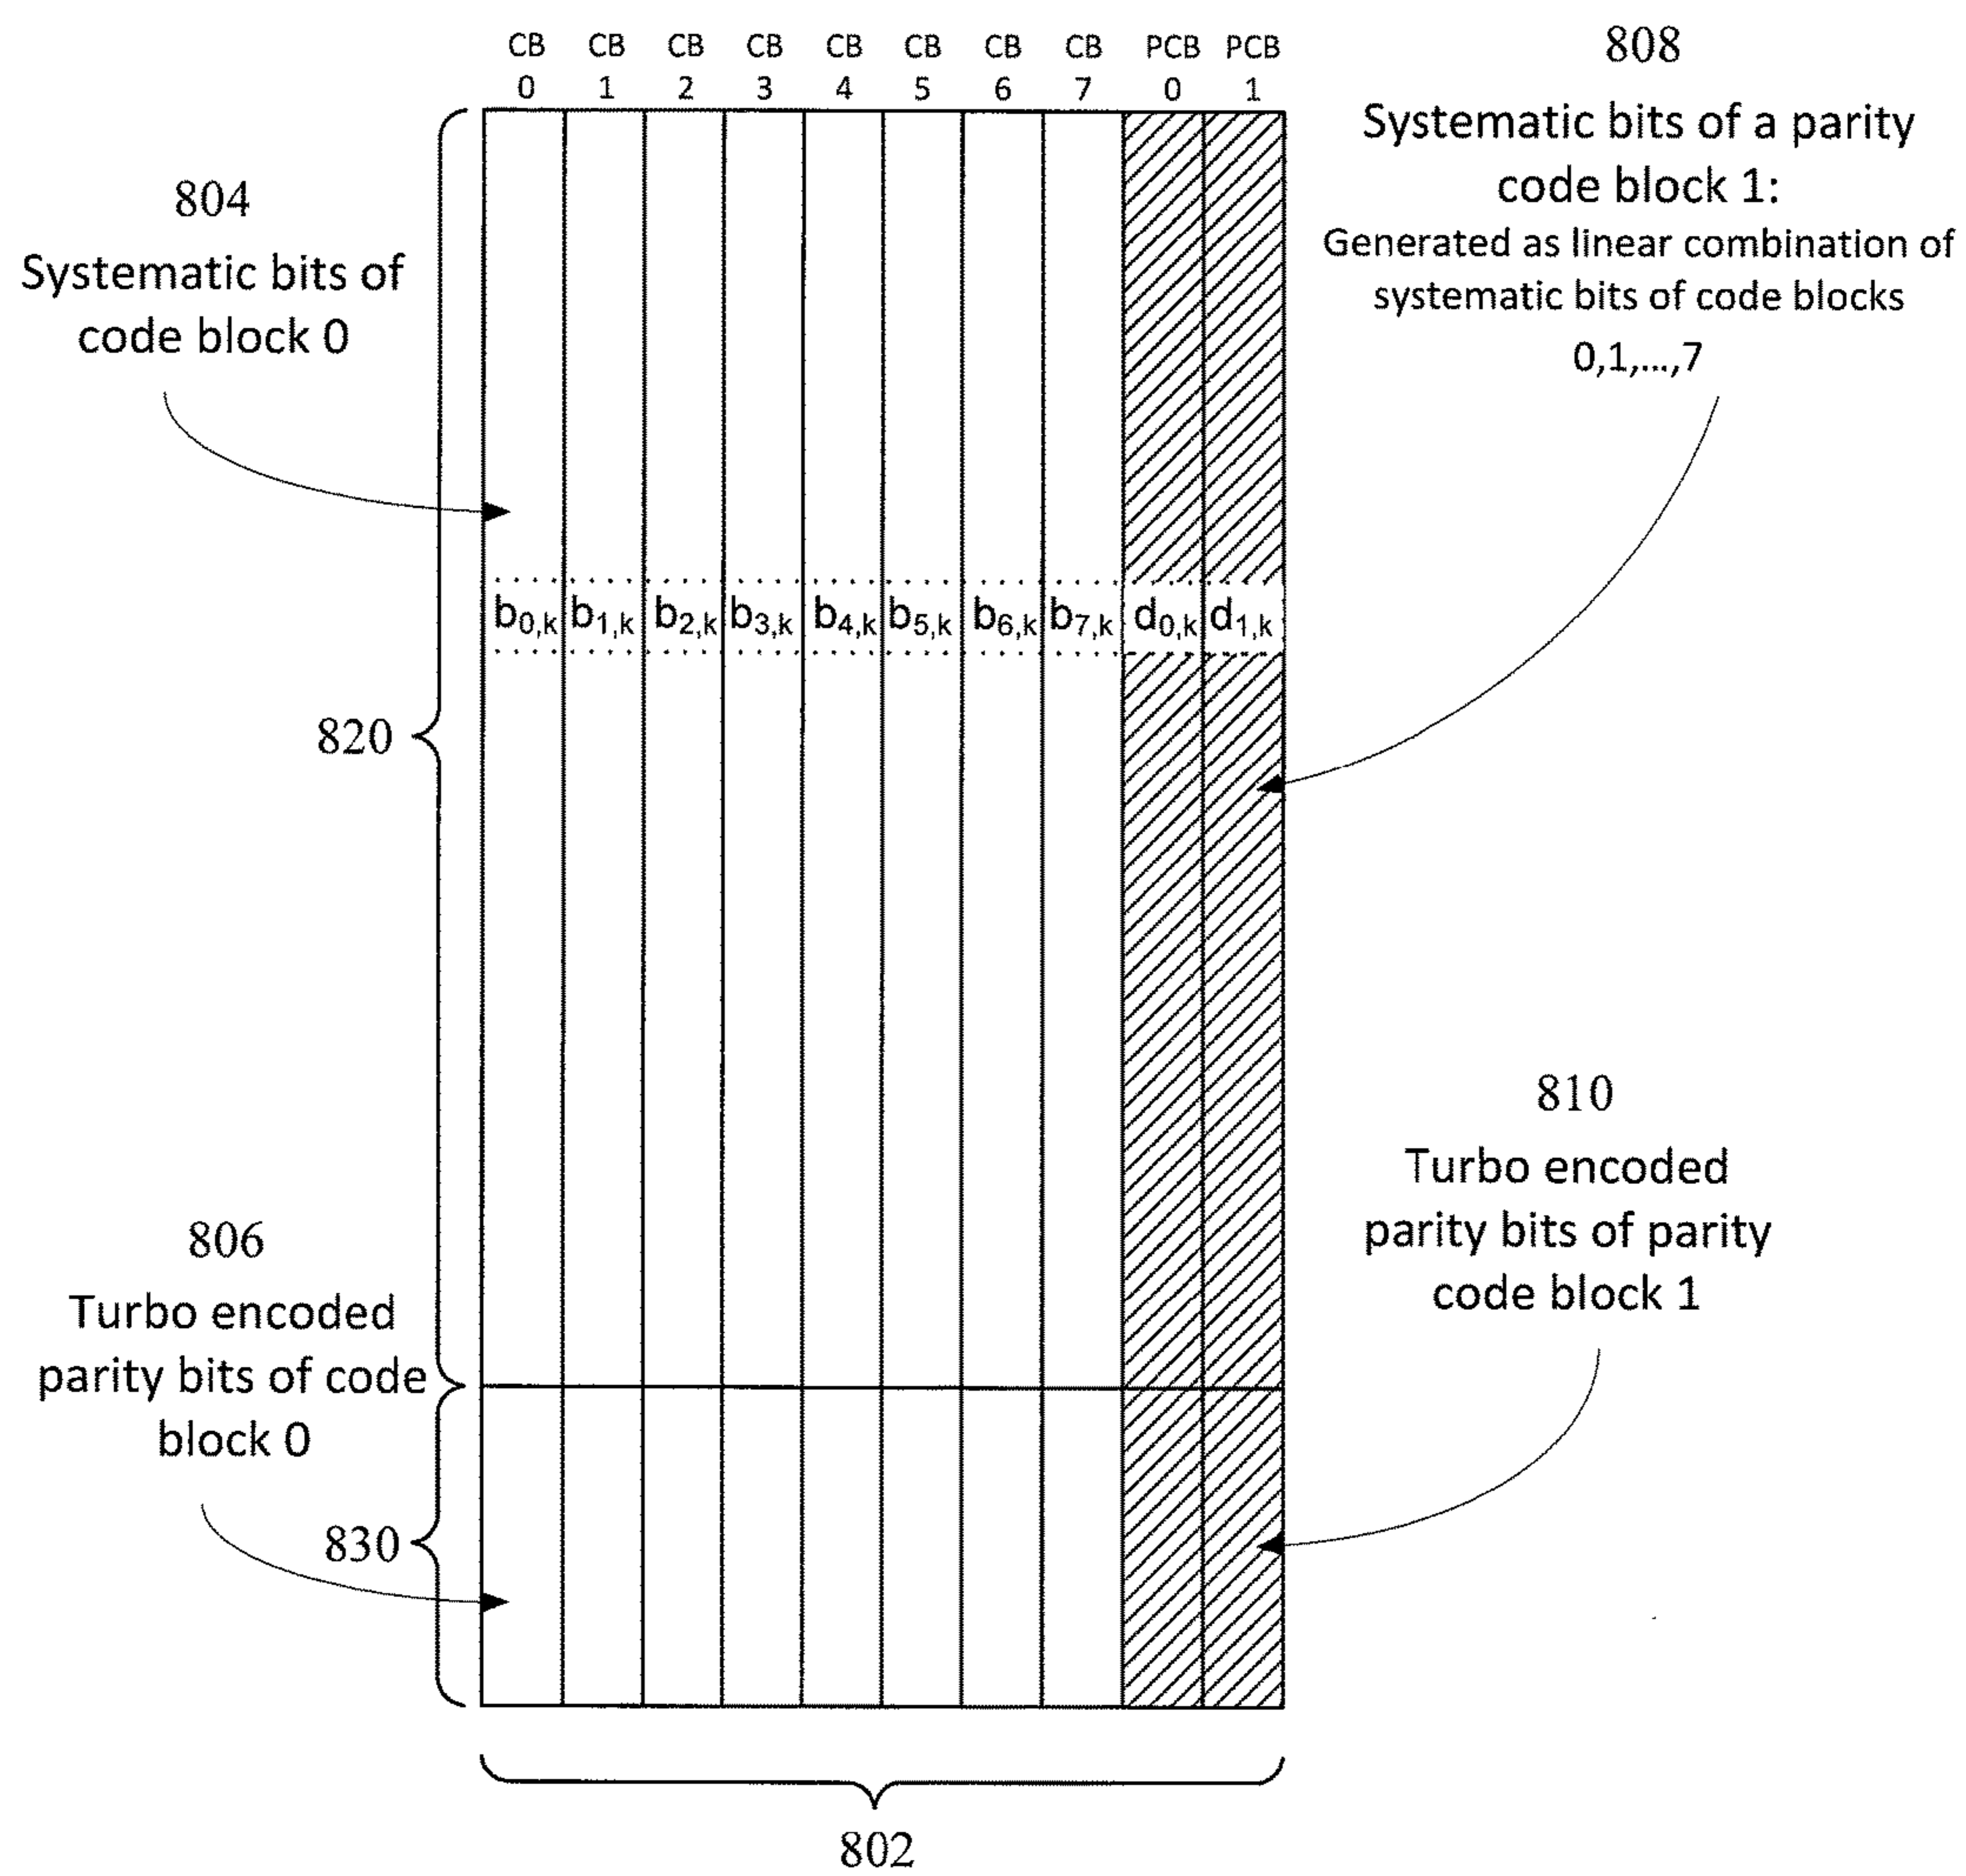 CB CB CB CB CB CB CB CB PCB PCB
0 1 2 3 4 5 6 7 0 1
808
Systematic bits of a parity
code block 1:
Generated as linear combination of
systematic bits of code blocks
0,1,...,7
804
Systematic bits of
code block 0
b0,k b1,k b2,k b3,k b4,k b5,k b6,k b7,k d0,k d1,k
820
810
Turbo encoded
parity bits of parity
code block 1
806
Turbo encoded
parity bits of code
block 0
830
802